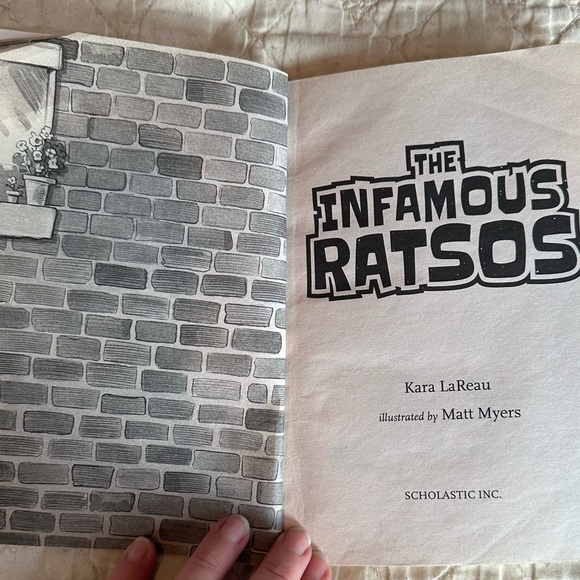 THE
INFAMOUS
RATSOS
Kara LaReau
illustrated by Matt Myers
SCHOLASTIC INC.